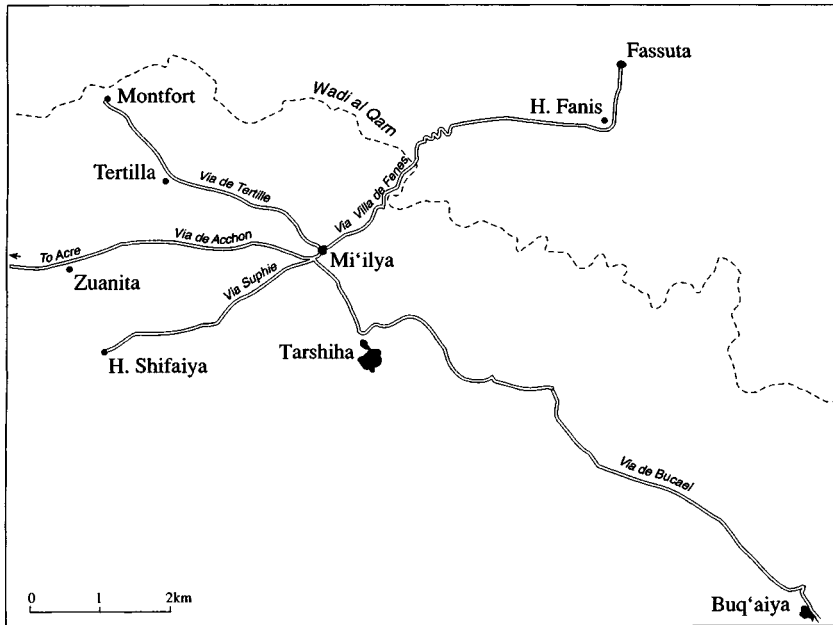 Fassuta
Montfort
Wadi al Qarn
H. Fanis
Tertilla
Via de Tertille
Via Villa de Fenes
Via de Acchon
To Acre
Mi‘ilya
Zuanita
Via Suphie
Tarshiha
H. Shifaiya
Via de Bucael
0 1 2km
Buq‘aiya